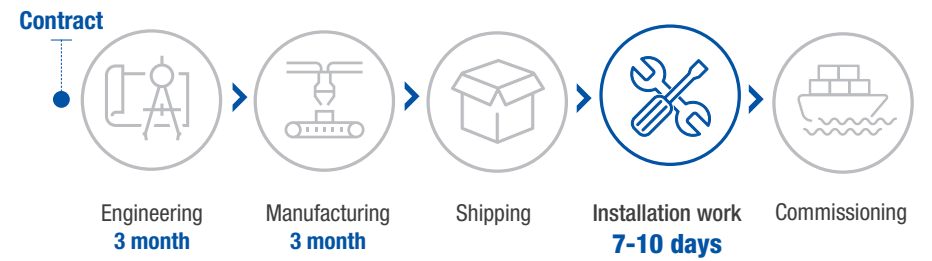 Contract
Engineering
3 month
Manufacturing
3 month
Shipping
Installation work
7-10 days
Commissioning